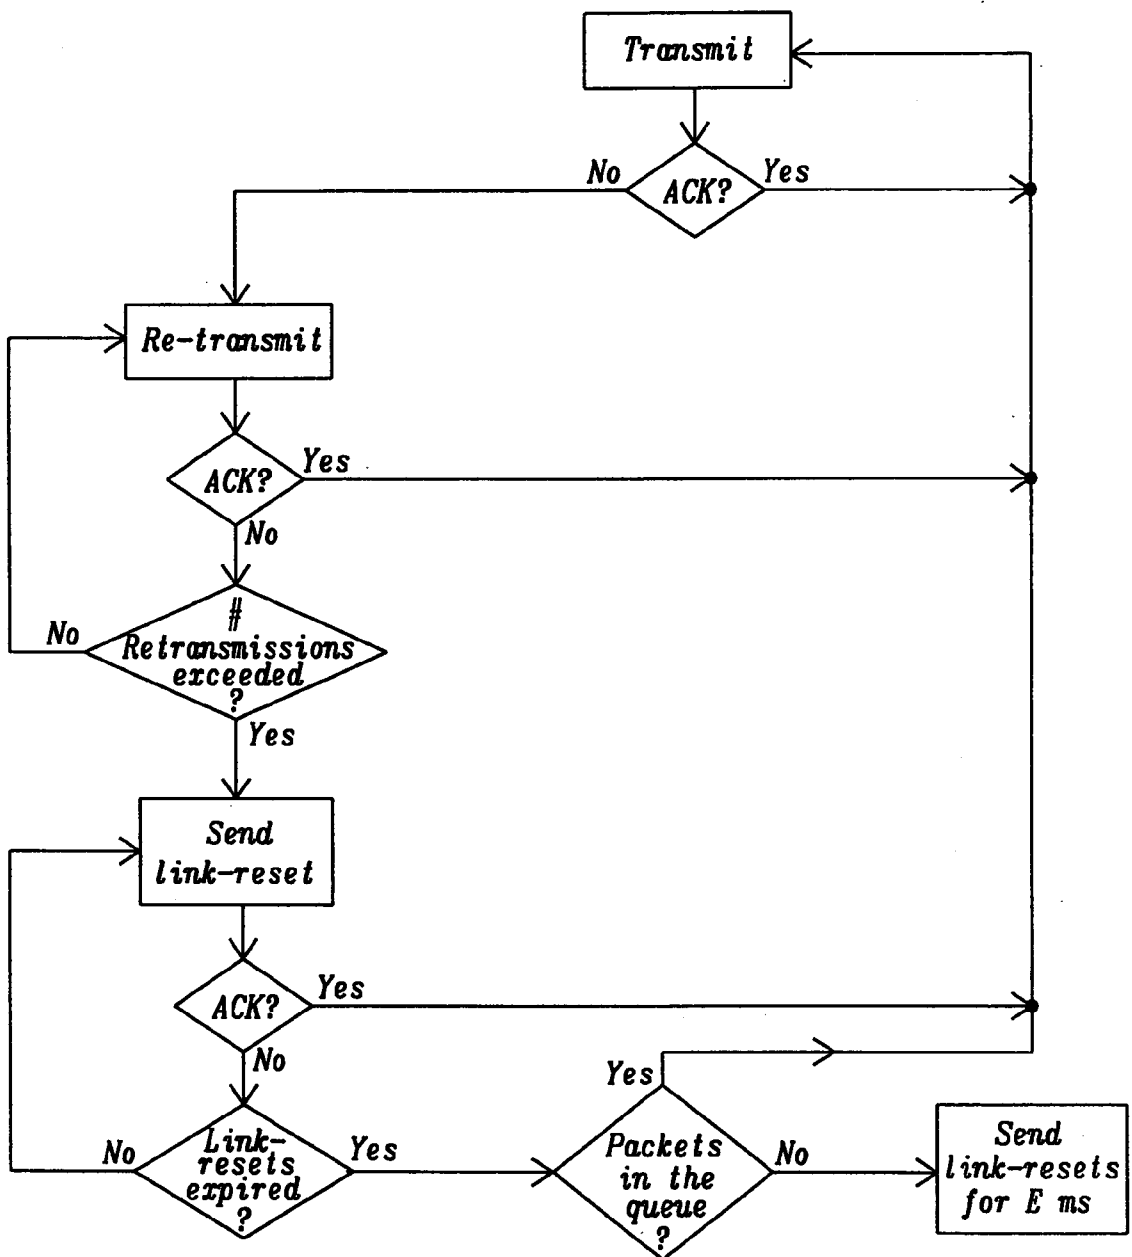 Transmit
No
ACK?
Yes
Re-transmit
ACK?
Yes
No
No
#
Retransmissions
exceeded
?
Yes
Send
link-reset
ACK?
Yes
No
No
Link-
resets
expired
?
Yes
Yes
Packets
in the
queue
?
No
Send
link-resets
for E ms